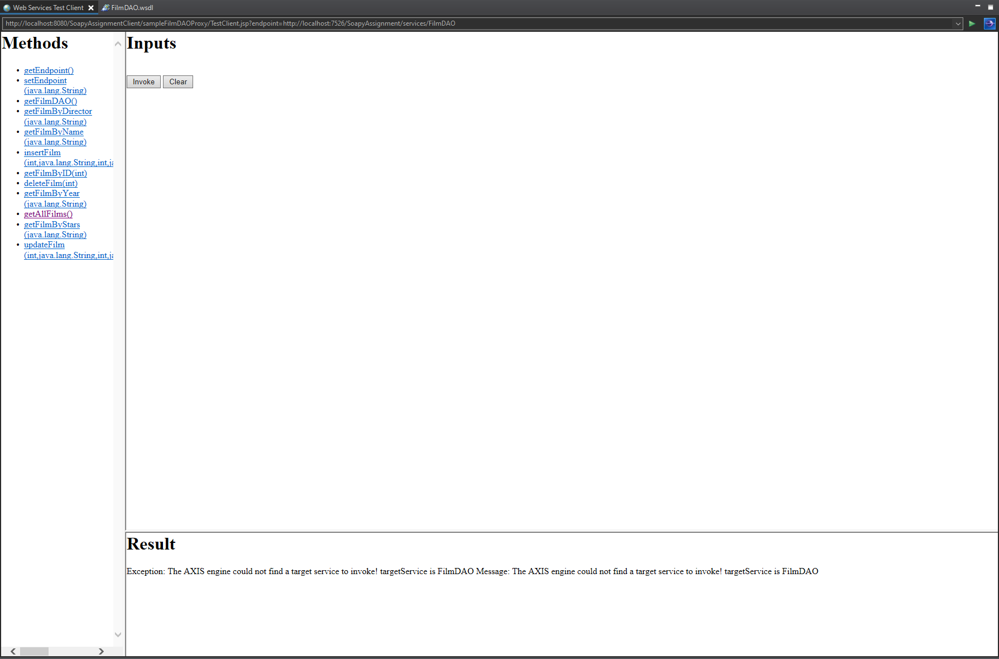 Web Services Test Client
FilmDAO.wsdl
http://localhost:8080/SoapyAssignmentClient/sampleFilmDAOProxy/TestClient.jsp?endpoint=http://localhost:7526/SoapyAssignment/services/FilmDAO
Methods
getEndpoint()
setEndpoint
(java.lang.String)
getFilmDAO()
getFilmByDirector
(java.lang.String)
getFilmByName
(java.lang.String)
insertFilm
(int,java.lang.String,int,ja
getFilmByID(int)
deleteFilm(int)
getFilmByYear
(java.lang.String)
getAllFilms()
getFilmByStars
(java.lang.String)
updateFilm
(int,java.lang.String,int,ja
Inputs
Invoke Clear
Result
Exception: The AXIS engine could not find a target service to invoke! targetService is FilmDAO Message: The AXIS engine could not find a target service to invoke! targetService is FilmDAO